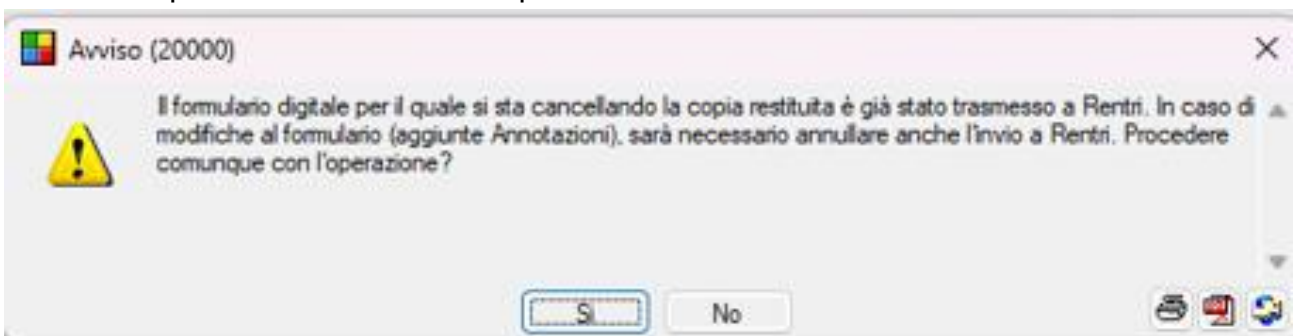 Avviso (20000)
Il formulario digitale per il quale si sta cancellando la copia restituita è già stato trasmesso a Rentri. In caso di
modifiche al formulario (aggiunte Annotazioni), sarà necessario annullare anche l'invio a Rentri. Procedere
comunque con l'operazione?
Si
No